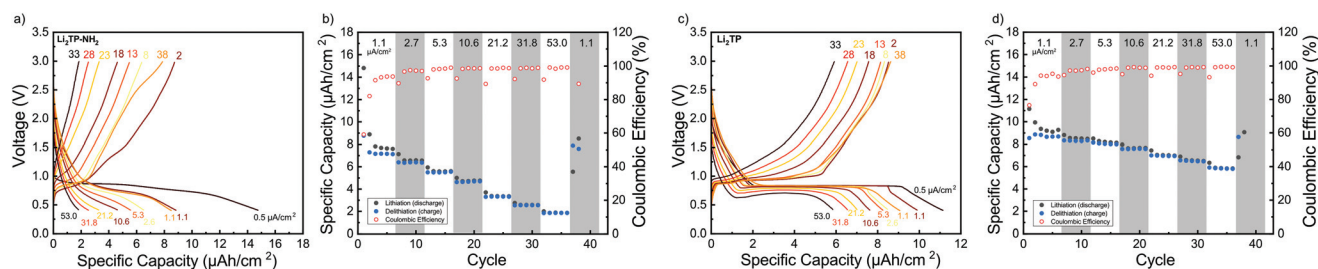 a)
Li₂TP-NH₂
33 28 23 18 13 8 38 2
3.5
3.0
2.5
2.0
1.5
1.0
0.5
0.0
Voltage (V)
0.5 µA/cm²
53.0 31.8 21.2 10.6 5.3 2.6 1.1 1.1
0 3 6 9 12 15 18
Specific Capacity (µAh/cm²)
b)
1.1 2.7 5.3 10.6 21.2 31.8 53.0 1.1
µA/cm²
18
16
14
12
10
8
6
4
2
0
Specific Capacity (µAh/cm²)
120
100
80
60
40
20
0
Coulombic Efficiency (%)
Lithiation (discharge)
Delithiation (charge)
Coulombic Efficiency
0 10 20 30 40
Cycle
c)
Li₂TP
33 28 23 18 13 8 38 2
3.5
3.0
2.5
2.0
1.5
1.0
0.5
0.0
Voltage (V)
0.5 µA/cm²
53.0 31.8 21.2 10.6 5.3 2.6 1.1 1.1
0 2 4 6 8 10 12
Specific Capacity (µAh/cm²)
d)
1.1 2.7 5.3 10.6 21.2 31.8 53.0 1.1
µA/cm²
18
16
14
12
10
8
6
4
2
0
Specific Capacity (µAh/cm²)
120
100
80
60
40
20
0
Coulombic Efficiency (%)
Lithiation (discharge)
Delithiation (charge)
Coulombic Efficiency
0 10 20 30 40
Cycle